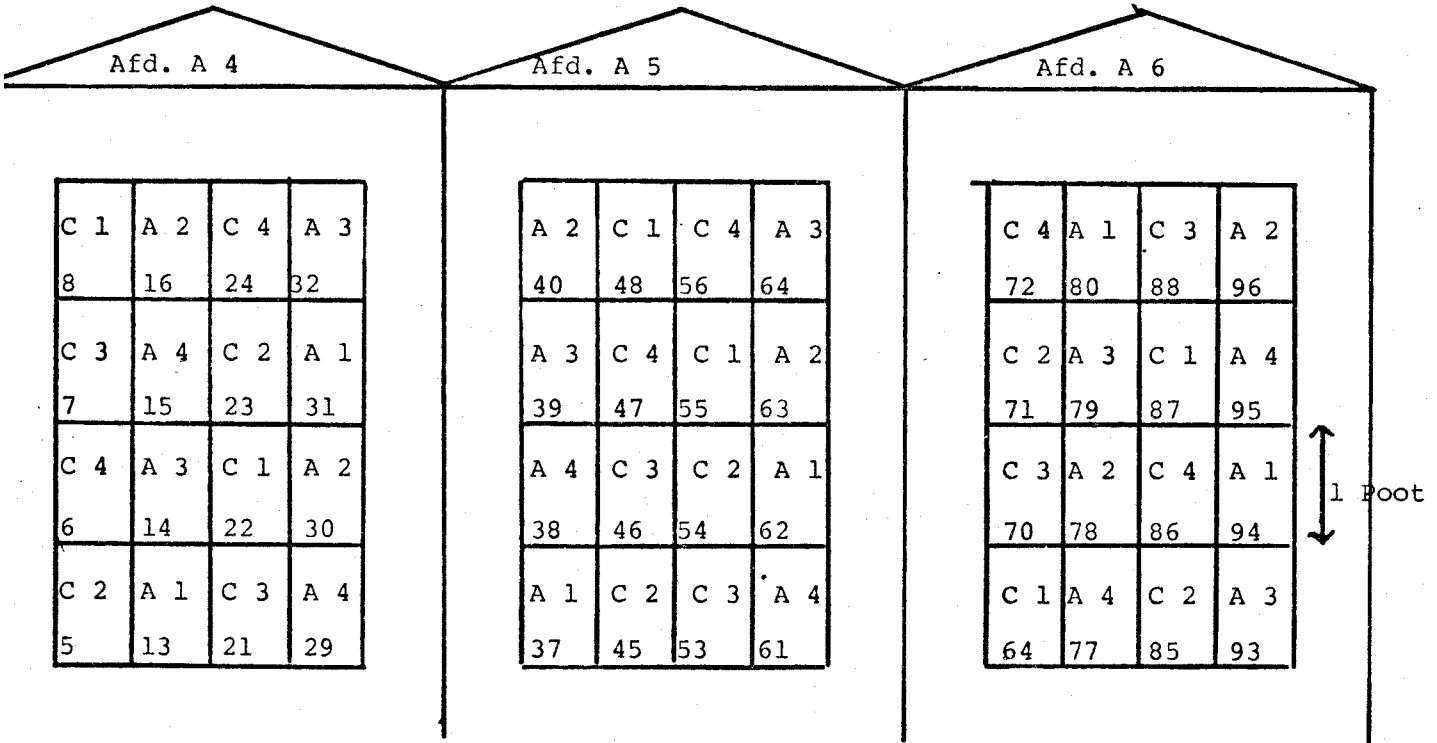 Afd. A 4 Afd. A 5 Afd. A 6
C 1 A 2 C 4 A 3 A 2 C 1 C 4 A 3 C 4 A 1 C 3 A 2
8 16 24 32 40 48 56 64 72 80 88 96
C 3 A 4 C 2 A 1 A 3 C 4 C 1 A 2 C 2 A 3 C 1 A 4
7 15 23 31 39 47 55 63 71 79 87 95
C 4 A 3 C 1 A 2 A 4 C 3 C 2 A 1 C 3 A 2 C 4 A 1
1 Poot
6 14 22 30 38 46 54 62 70 78 86 94
C 2 A 1 C 3 A 4 A 1 C 2 C 3 A 4 C 1 A 4 C 2 A 3
5 13 21 29 37 45 53 61 64 77 85 93